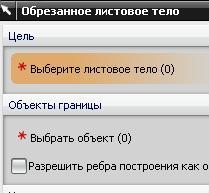 Обрезанное листовое тело
Цель
* Выберите листовое тело (0)
Объекты границы
* Выбрать объект (0)
Разрешить ребра построения как о